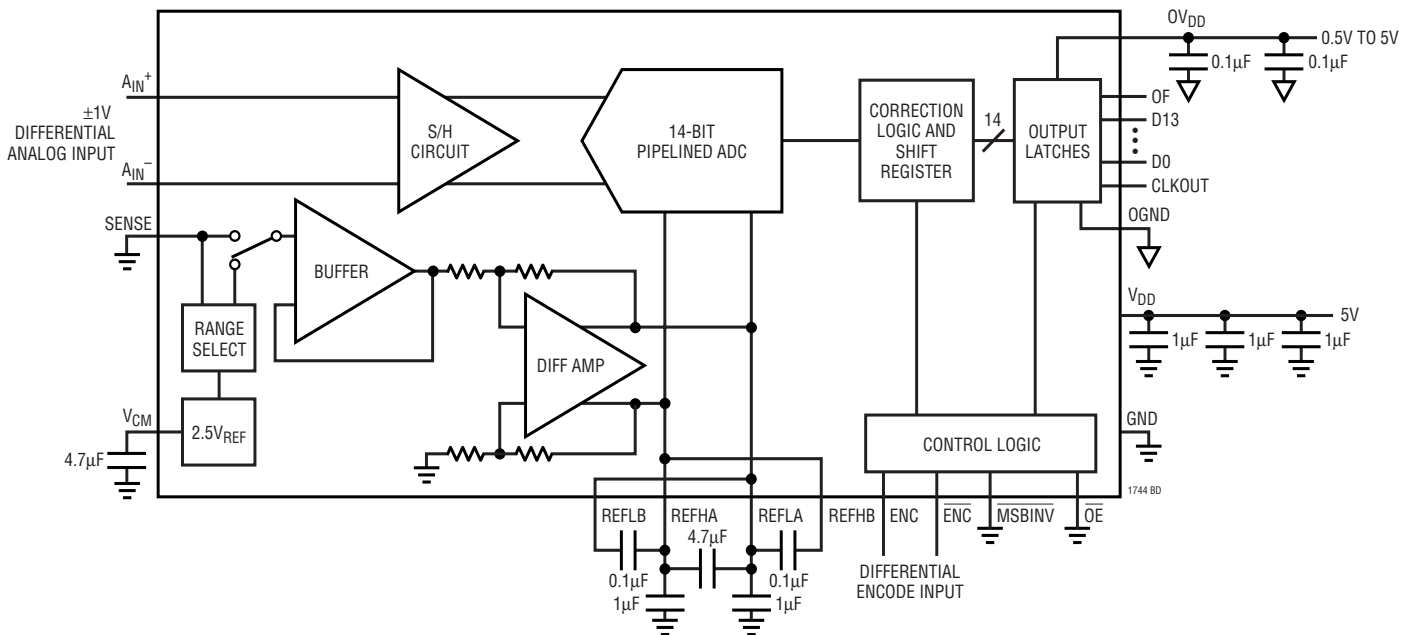 OVDD
0.5V TO 5V
0.1µF
0.1µF
AIN+
±1V
DIFFERENTIAL
ANALOG INPUT
AIN−
S/H
CIRCUIT
14-BIT
PIPELINED ADC
CORRECTION
LOGIC AND
SHIFT
REGISTER
14
OUTPUT
LATCHES
OF
D13
D0
CLKOUT
OGND
SENSE
BUFFER
RANGE
SELECT
DIFF AMP
VDD
5V
1µF
1µF
1µF
VCM
2.5VREF
4.7µF
GND
CONTROL LOGIC
1744 BD
REFLB
REFHA
REFLA
REFHB
ENC
E̅N̅C̅
M̅S̅B̅I̅N̅V̅
O̅E̅
4.7µF
0.1µF
0.1µF
1µF
1µF
DIFFERENTIAL
ENCODE INPUT